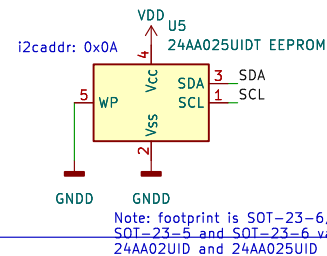 VDD
U5
i2caddr: 0x0A
24AA025UIDT EEPROM
4
Vcc
SDA
3
SDA
5
WP
SCL
1
SCL
Vss
2
GNDD
GNDD
Note: footprint is SOT-23-6,
SOT-23-5 and SOT-23-6 va
24AA02UID and 24AA025UID